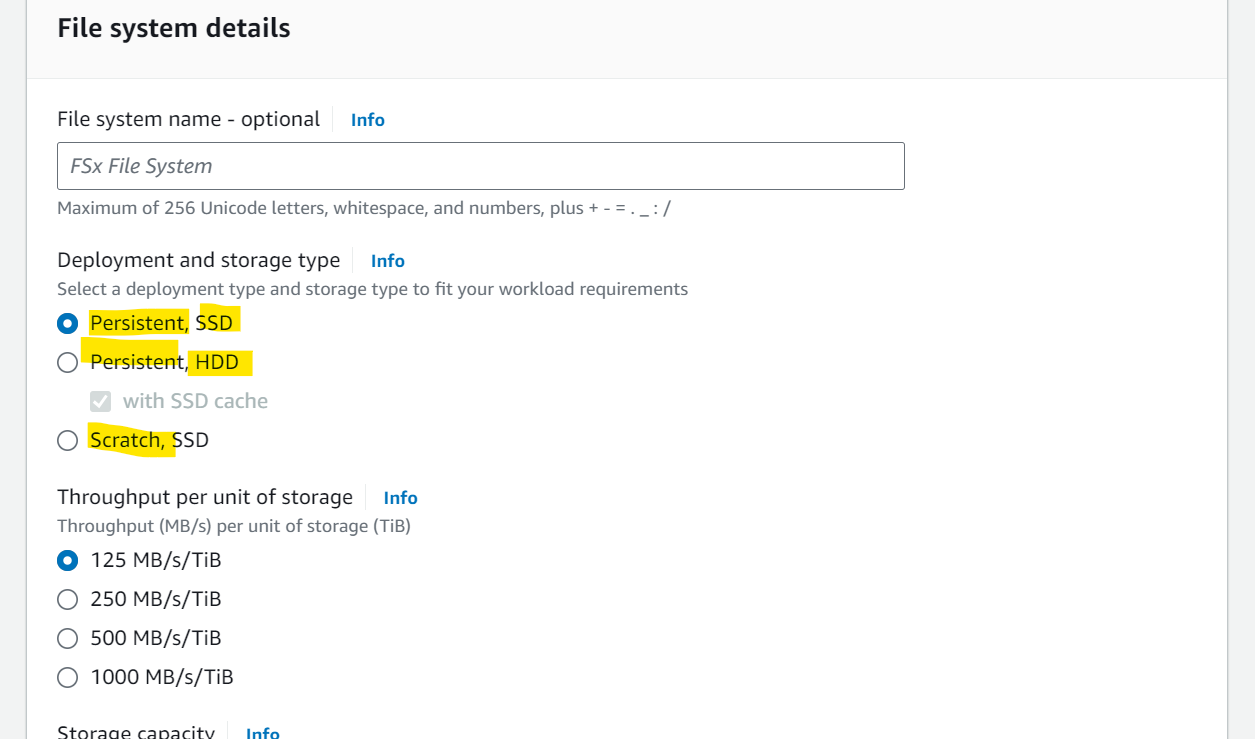 File system details
File system name - optional Info
FSx File System
Maximum of 256 Unicode letters, whitespace, and numbers, plus + - = . _ : /
Deployment and storage type Info
Select a deployment type and storage type to fit your workload requirements
Persistent, SSD
Persistent, HDD
with SSD cache
Scratch, SSD
Throughput per unit of storage Info
Throughput (MB/s) per unit of storage (TiB)
125 MB/s/TiB
250 MB/s/TiB
500 MB/s/TiB
1000 MB/s/TiB
Storage capacity Info